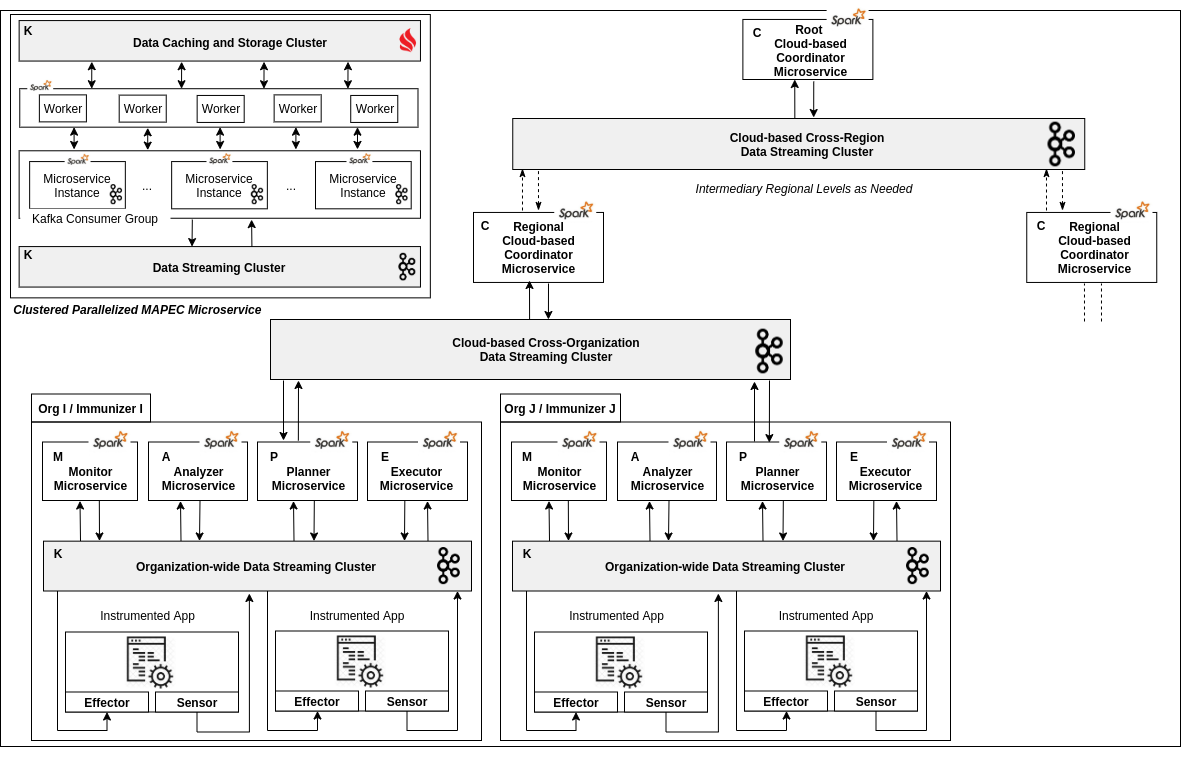 K
Data Caching and Storage Cluster
Spark
Worker
Worker
Worker
Worker
Worker
Spark
Microservice
Instance
...
Spark
Microservice
Instance
...
Spark
Microservice
Instance
Kafka Consumer Group
K
Data Streaming Cluster
Clustered Parallelized MAPEC Microservice
Spark
C
Root
Cloud-based
Coordinator
Microservice
Cloud-based Cross-Region
Data Streaming Cluster
Intermediary Regional Levels as Needed
Spark
C
Regional
Cloud-based
Coordinator
Microservice
Spark
C
Regional
Cloud-based
Coordinator
Microservice
Cloud-based Cross-Organization
Data Streaming Cluster
Org I / Immunizer I
Spark
M
Monitor
Microservice
Spark
A
Analyzer
Microservice
Spark
P
Planner
Microservice
Spark
E
Executor
Microservice
K
Organization-wide Data Streaming Cluster
Instrumented App
Effector
Sensor
Instrumented App
Effector
Sensor
Org J / Immunizer J
Spark
M
Monitor
Microservice
Spark
A
Analyzer
Microservice
Spark
P
Planner
Microservice
Spark
E
Executor
Microservice
K
Organization-wide Data Streaming Cluster
Instrumented App
Effector
Sensor
Instrumented App
Effector
Sensor